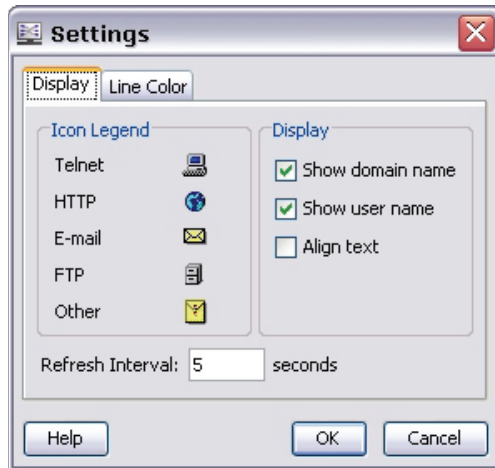 Settings
Display Line Color
Icon Legend
Telnet
HTTP
E-mail
FTP
Other
Display
Show domain name
Show user name
Align text
Refresh Interval: 5 seconds
Help OK Cancel